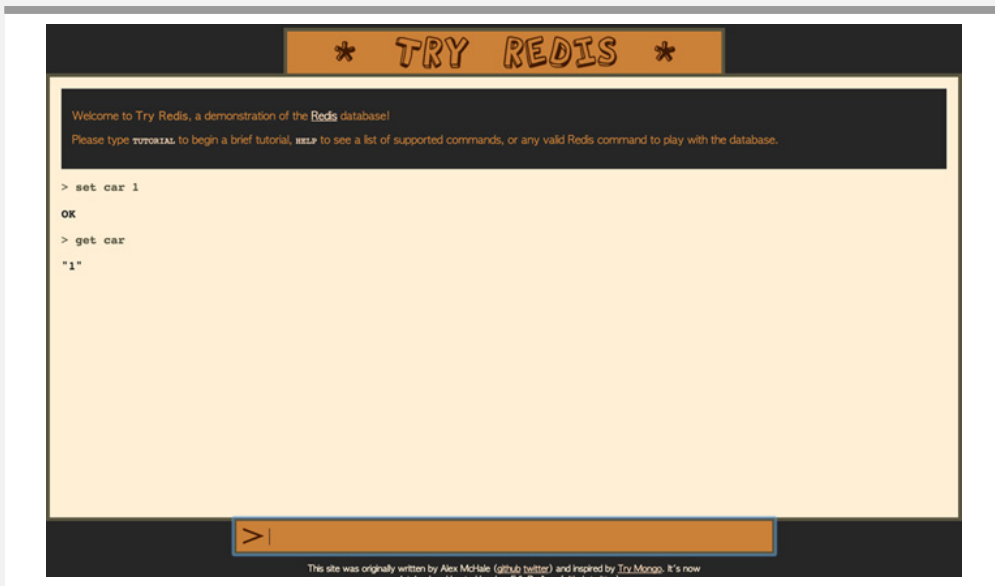 * TRY REDIS *
Welcome to Try Redis, a demonstration of the Redis database!
Please type TUTORIAL to begin a brief tutorial, HELP to see a list of supported commands, or any valid Redis command to play with the database.
> set car 1
OK
> get car
"1"
>
This site was originally written by Alex McHale (github twitter) and inspired by Try Mongo. It's now